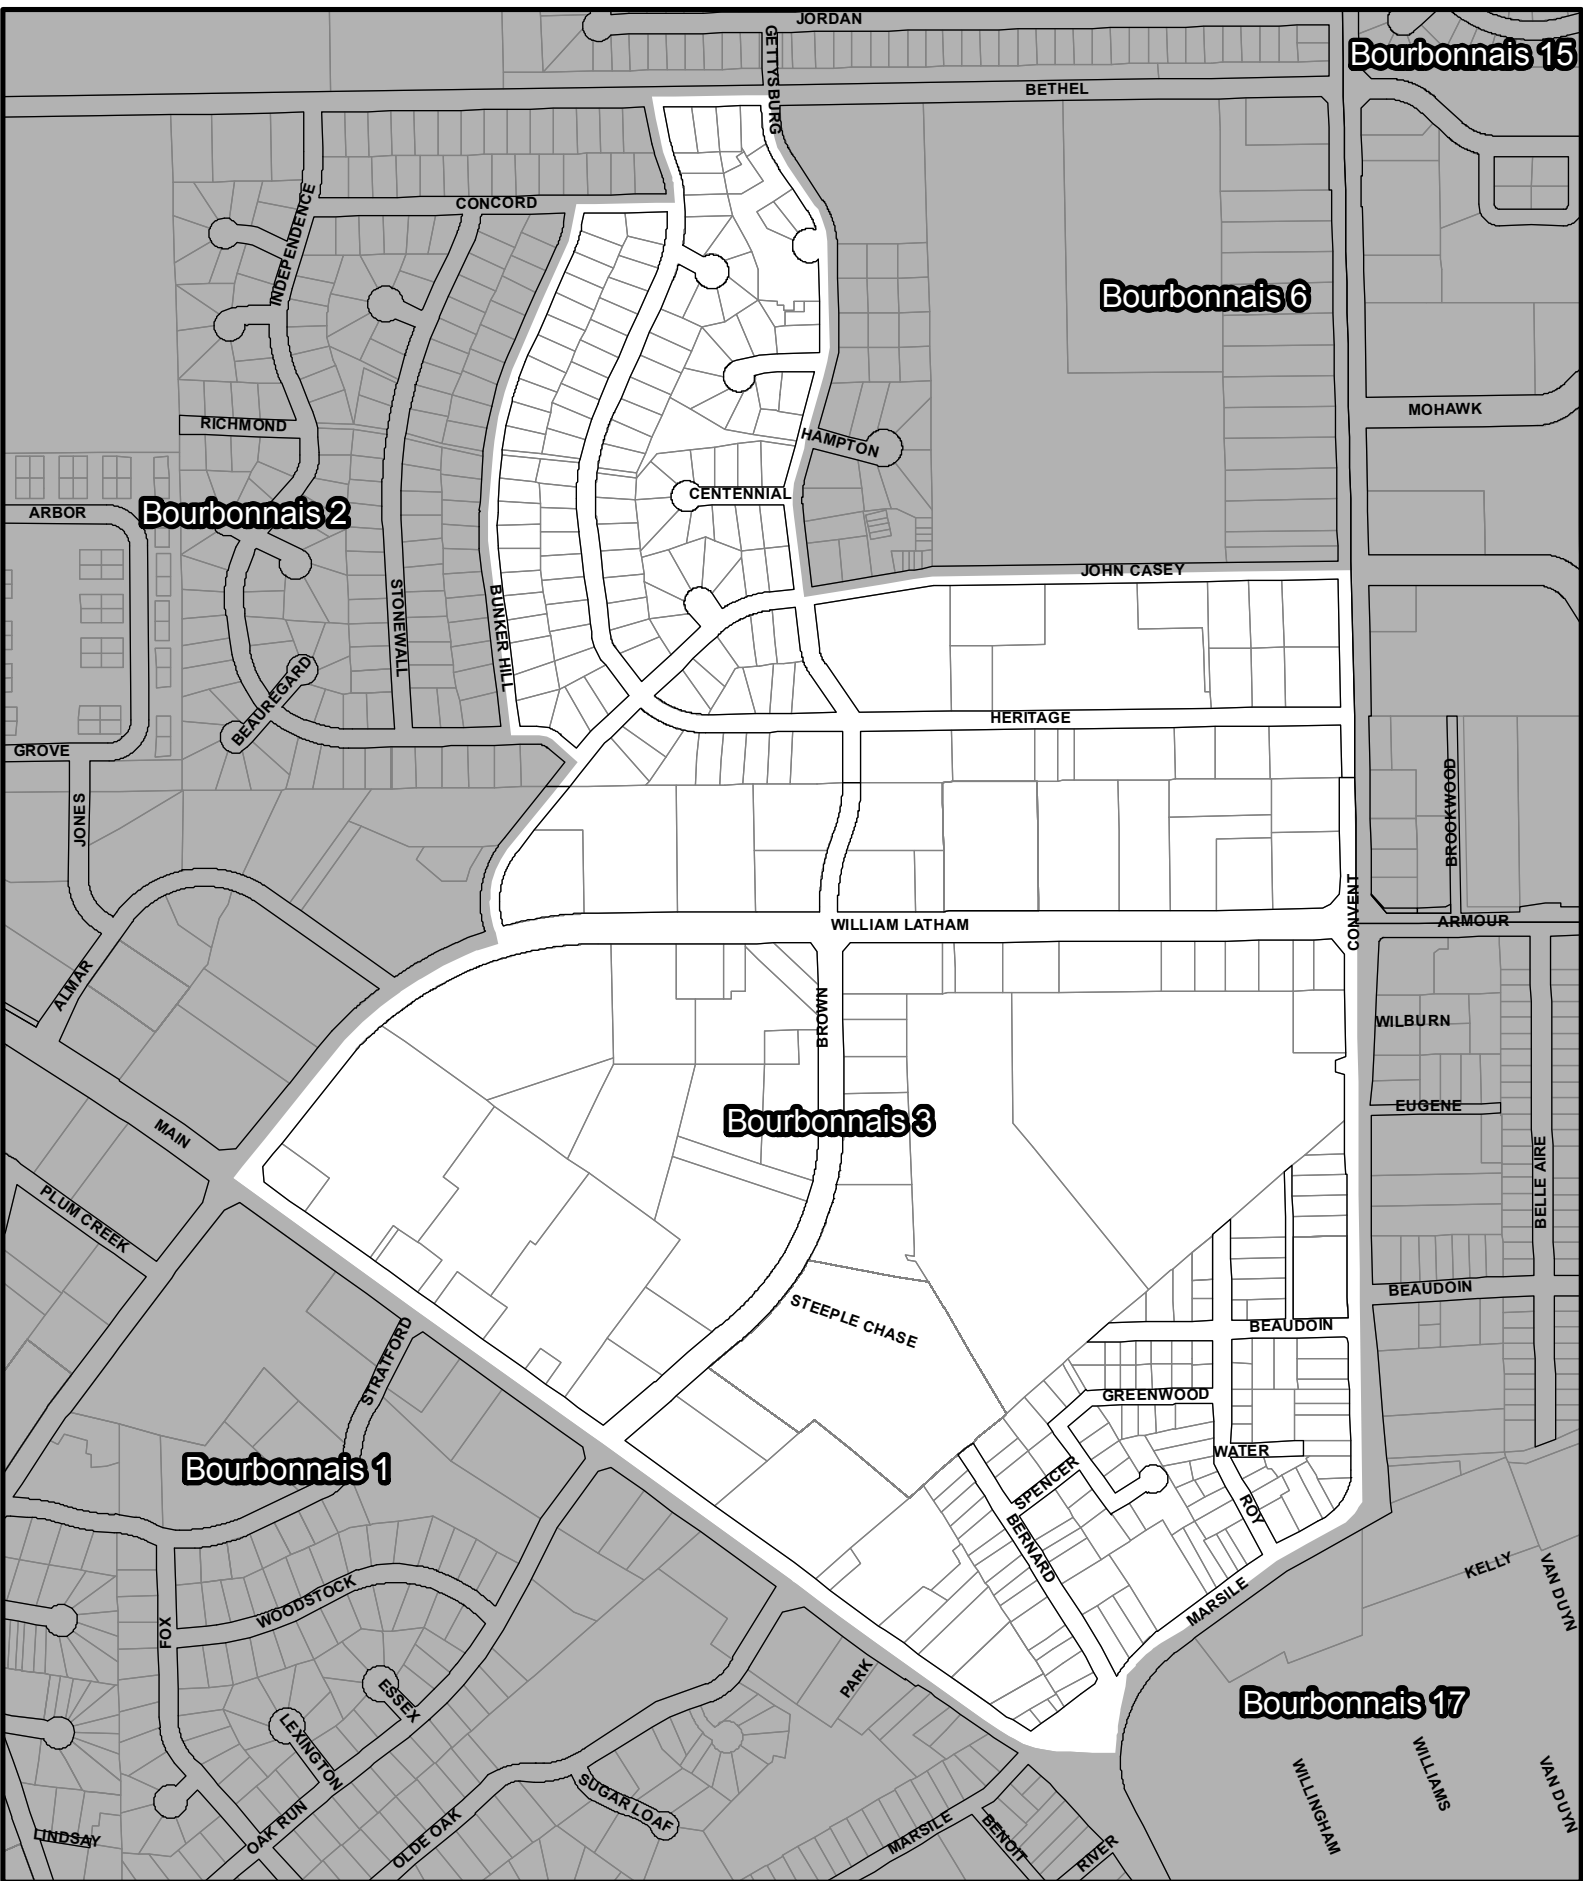 JORDAN
GETTYSBURG
Bourbonnais 15
BETHEL
INDEPENDENCE
CONCORD
Bourbonnais 6
RICHMOND
HAMPTON
MOHAWK
CENTENNIAL
ARBOR
Bourbonnais 2
STONEWALL
BUNKER HILL
JOHN CASEY
BEAUREGARD
HERITAGE
GROVE
JONES
BROOKWOOD
CONVENT
WILLIAM LATHAM
ARMOUR
ALMAR
BROWN
WILBURN
MAIN
Bourbonnais 3
EUGENE
BELLE AIRE
PLUM CREEK
STEEPLE CHASE
BEAUDOIN
BEAUDOIN
STRATFORD
GREENWOOD
Bourbonnais 1
WATER
SPENCER
ROY
BERNARD
KELLY
VAN DUYN
WOODSTOCK
MARSILE
FOX
PARK
ESSEX
Bourbonnais 17
LEXINGTON
WILLIAMS
WILLINGHAM
VAN DUYN
SUGAR LOAF
OAK RUN
OLDE OAK
LINDSAY
MARSILE
BENOIT
RIVER